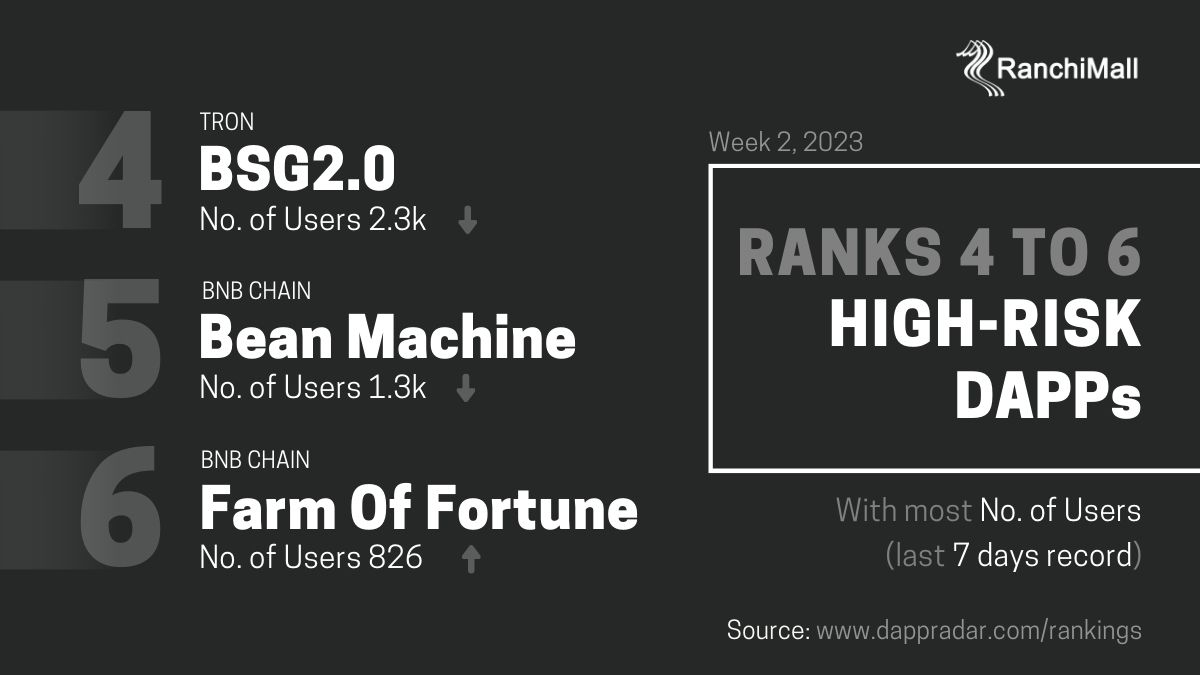 RanchiMall
4
TRON
BSG2.0
No. of Users 2.3k
5
BNB CHAIN
Bean Machine
No. of Users 1.3k
6
BNB CHAIN
Farm Of Fortune
No. of Users 826
Week 2, 2023
RANKS 4 TO 6
HIGH-RISK
DAPPs
With most No. of Users
(last 7 days record)
Source: www.dappradar.com/rankings